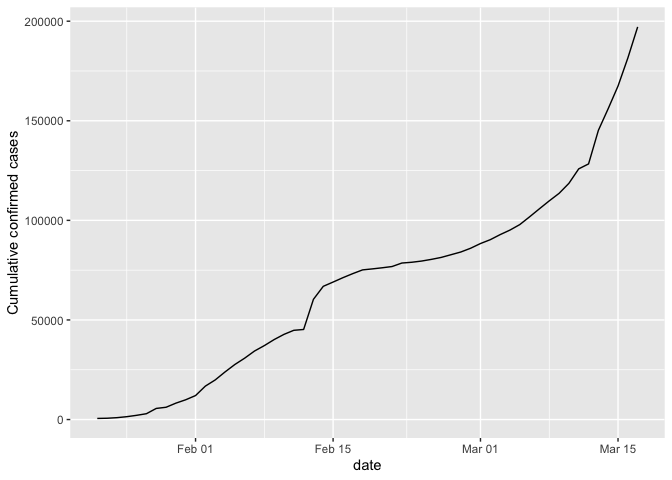 200000
150000
100000
50000
0
Cumulative confirmed cases
Feb 01 Feb 15 Mar 01 Mar 15
date